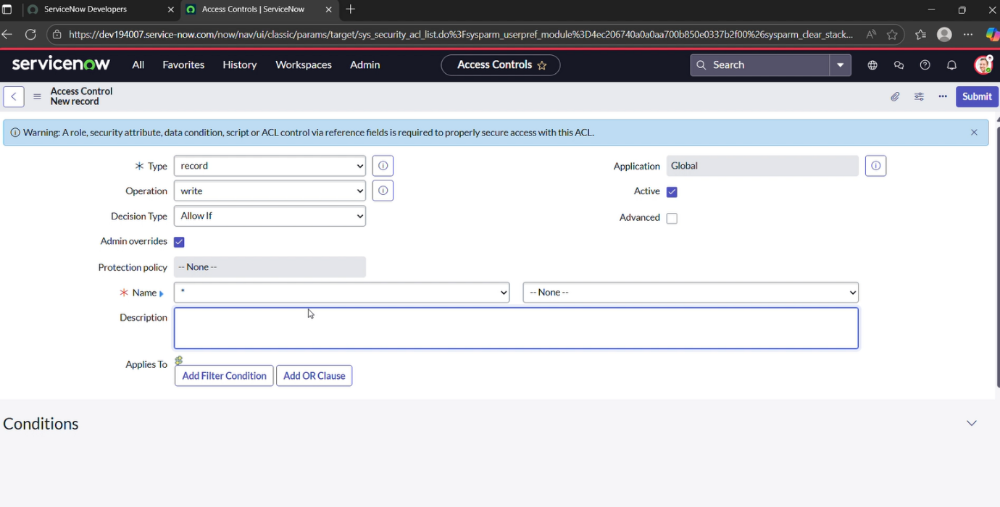 ServiceNow Developers
Access Controls | ServiceNow
https://dev194007.service-now.com/now/nav/ui/classic/params/target/sys_security_acl_list.do%3Fsysparm_userpref_module%3D4ec206740a0a0aa700b850e0337b2f00%26sysparm_clear_stack...
servicenow All Favorites History Workspaces Admin Access Controls Search
Access Control
New record
Submit
Warning: A role, security attribute, data condition, script or ACL control via reference fields is required to properly secure access with this ACL.
* Type record Application Global
Operation write Active
Decision Type Allow If Advanced
Admin overrides
Protection policy -- None --
* Name * -- None --
Description
Applies To
Add Filter Condition Add OR Clause
Conditions